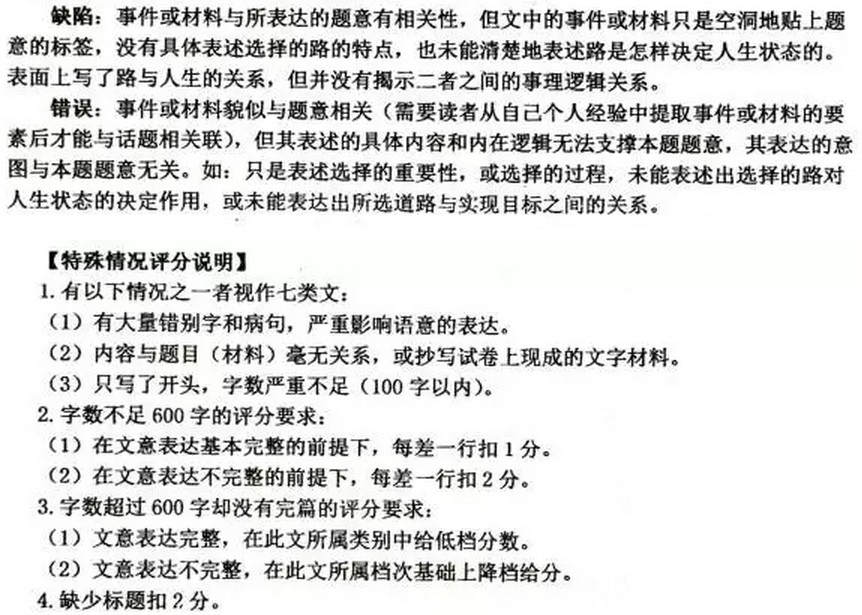 缺陷：事件或材料与所表达的题意有相关性，但文中的事件或材料只是空洞地贴上题
意的标签，没有具体表述选择的路的特点，也未能清楚地表述路是怎样决定人生状态的。
表面上写了路与人生的关系，但并没有揭示二者之间的事理逻辑关系。
错误：事件或材料貌似与题意相关（需要读者从自己个人经验中提取事件或材料的要
素后才能与话题相关联），但其表述的具体内容和内在逻辑无法支撑本题题意，其表达的意
图与本题题意无关。如：只是表述选择的重要性，或选择的过程，未能表述出选择的路对
人生状态的决定作用，或未能表达出所选道路与实现目标之间的关系。
【特殊情况评分说明】
1.有以下情况之一者视作七类文：
（1）有大量错别字和病句，严重影响语意的表达。
（2）内容与题目（材料）毫无关系，或抄写试卷上现成的文字材料。
（3）只写了开头，字数严重不足（100字以内）。
2.字数不足600字的评分要求：
（1）在文意表达基本完整的前提下，每差一行扣1分。
（2）在文意表达不完整的前提下，每差一行扣2分。
3.字数超过600字却没有完篇的评分要求：
（1）文意表达完整，在此文所属类别中给低档分数。
（2）文意表达不完整，在此文所属档次基础上降档给分。
4.缺少标题扣2分。